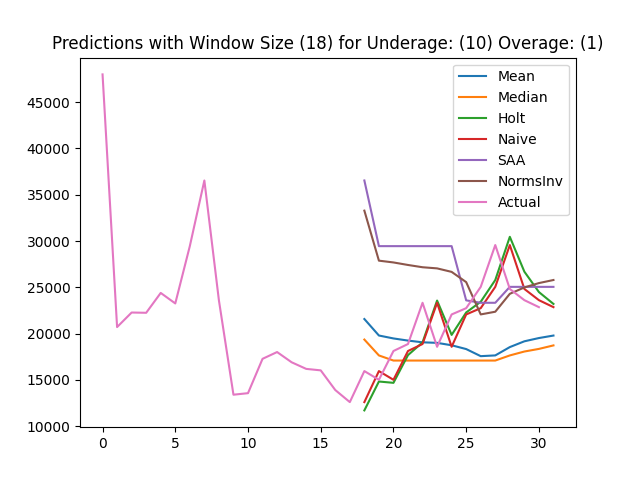 Predictions with Window Size (18) for Underage: (10) Overage: (1)
Mean
Median
Holt
Naive
SAA
NormsInv
Actual
45000
40000
35000
30000
25000
20000
15000
10000
0 5 10 15 20 25 30